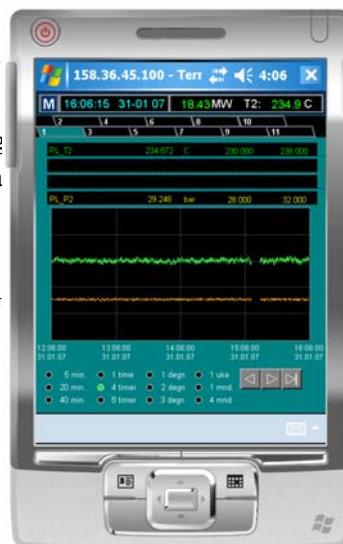 158.36.45.100 - Terr 4:06
M 16:06:15 31-01 07 18.43MW T2: 234.9 C
2 4 6 8 10
1 3 5 7 9 11
PL_T2 234.672 C 230.000 238.000
PL_P2 29.248 bar 28.000 32.000
12:06:00 13:06:00 14:06:00 15:06:00 16:06:00
31.01.07 31.01.07 31.01.07 31.01.07 31.01.07
5 min. 1 time 1 degn 1 uke
20 min. 4 timer 2 degn 1 mnd.
40 min. 8 timer 3 degn 4 mnd.